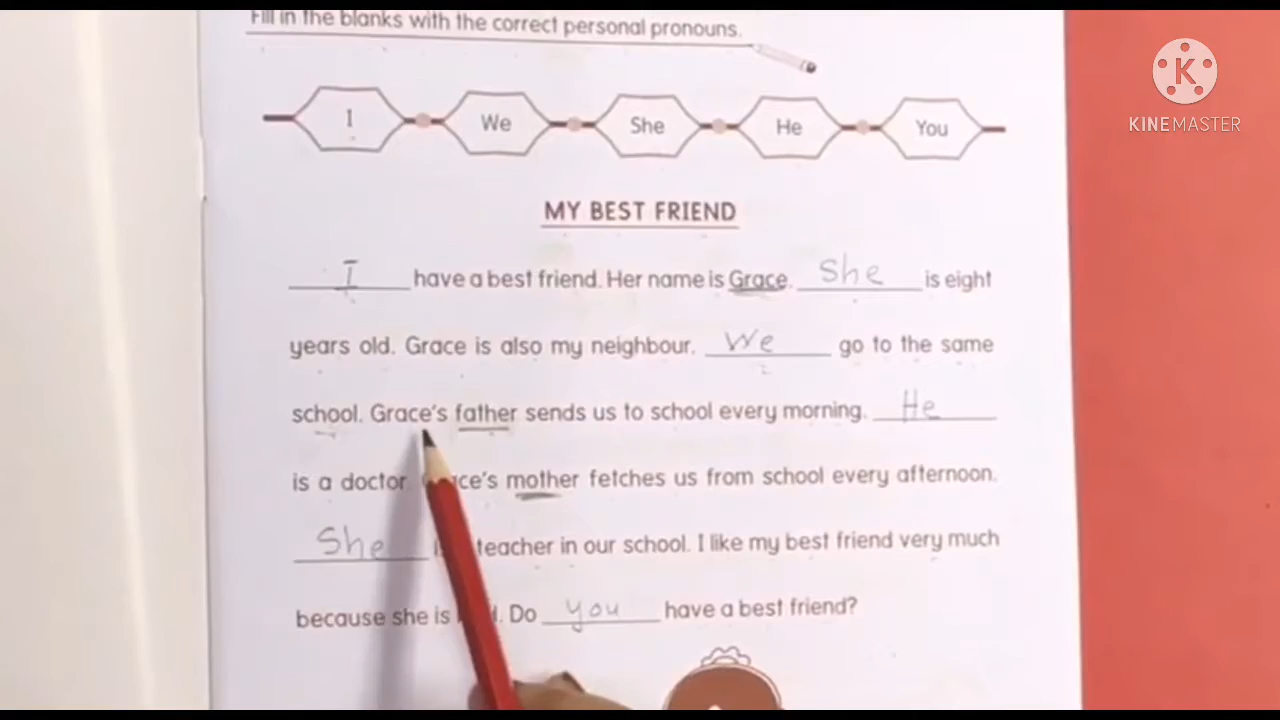 Fill in the blanks with the correct personal pronouns.
I We She He You
K
KINEMASTER
MY BEST FRIEND
I have a best friend. Her name is Grace. She is eight
years old. Grace is also my neighbour. We go to the same
school. Grace's father sends us to school every morning. He
is a doctor mother fetches us from school every afternoon.
She teacher in our school. I like my best friend very much
because she is Do you have a best friend?